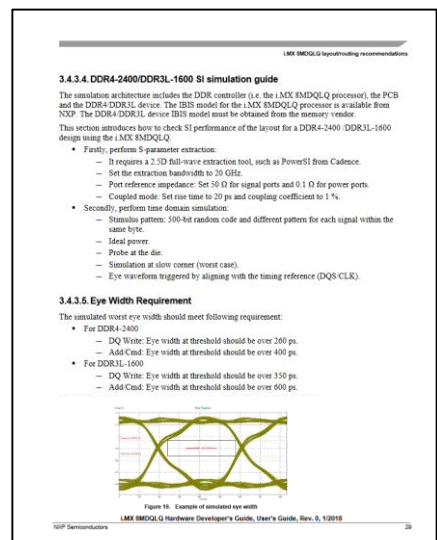 i.MX 8MDQLQ layout/routing recommendations
3.4.3.4. DDR4-2400/DDR3L-1600 SI simulation guide
The simulation architecture includes the DDR controller (i.e. the i.MX 8MDQLQ processor), the PCB
and the DDR4/DDR3L device. The IBIS model for the i.MX 8MDQLQ processor is available from
NXP. The DDR4/DDR3L device IBIS model must be obtained from the memory vendor.
This section introduces how to check SI performance of the layout for a DDR4-2400 /DDR3L-1600
design using the i.MX 8MDQLQ.
• Firstly, perform S-parameter extraction:
— It requires a 2.5D full-wave extraction tool, such as PowerSI from Cadence.
— Set the extraction bandwidth to 20 GHz.
— Port reference impedance: Set 50 Ω for signal ports and 0.1 Ω for power ports.
— Coupled mode: Set rise time to 20 ps and coupling coefficient to 1 %.
• Secondly, perform time domain simulation:
— Stimulus pattern: 500-bit random code and different pattern for each signal within the
same byte.
— Ideal power.
— Probe at the die.
— Simulation at slow corner (worst case).
— Eye waveform triggered by aligning with the timing reference (DQS/CLK).
3.4.3.5. Eye Width Requirement
The simulated worst eye width should meet following requirement:
• For DDR4-2400
— DQ Write: Eye width at threshold should be over 260 ps.
— Add/Cmd: Eye width at threshold should be over 400 ps.
• For DDR3L-1600
— DQ Write: Eye width at threshold should be over 350 ps.
— Add/Cmd: Eye width at threshold should be over 600 ps.
Figure 19. Example of simulated eye width
i.MX 8MDQLQ Hardware Developer's Guide, User's Guide, Rev. 0, 1/2018
NXP Semiconductors 29